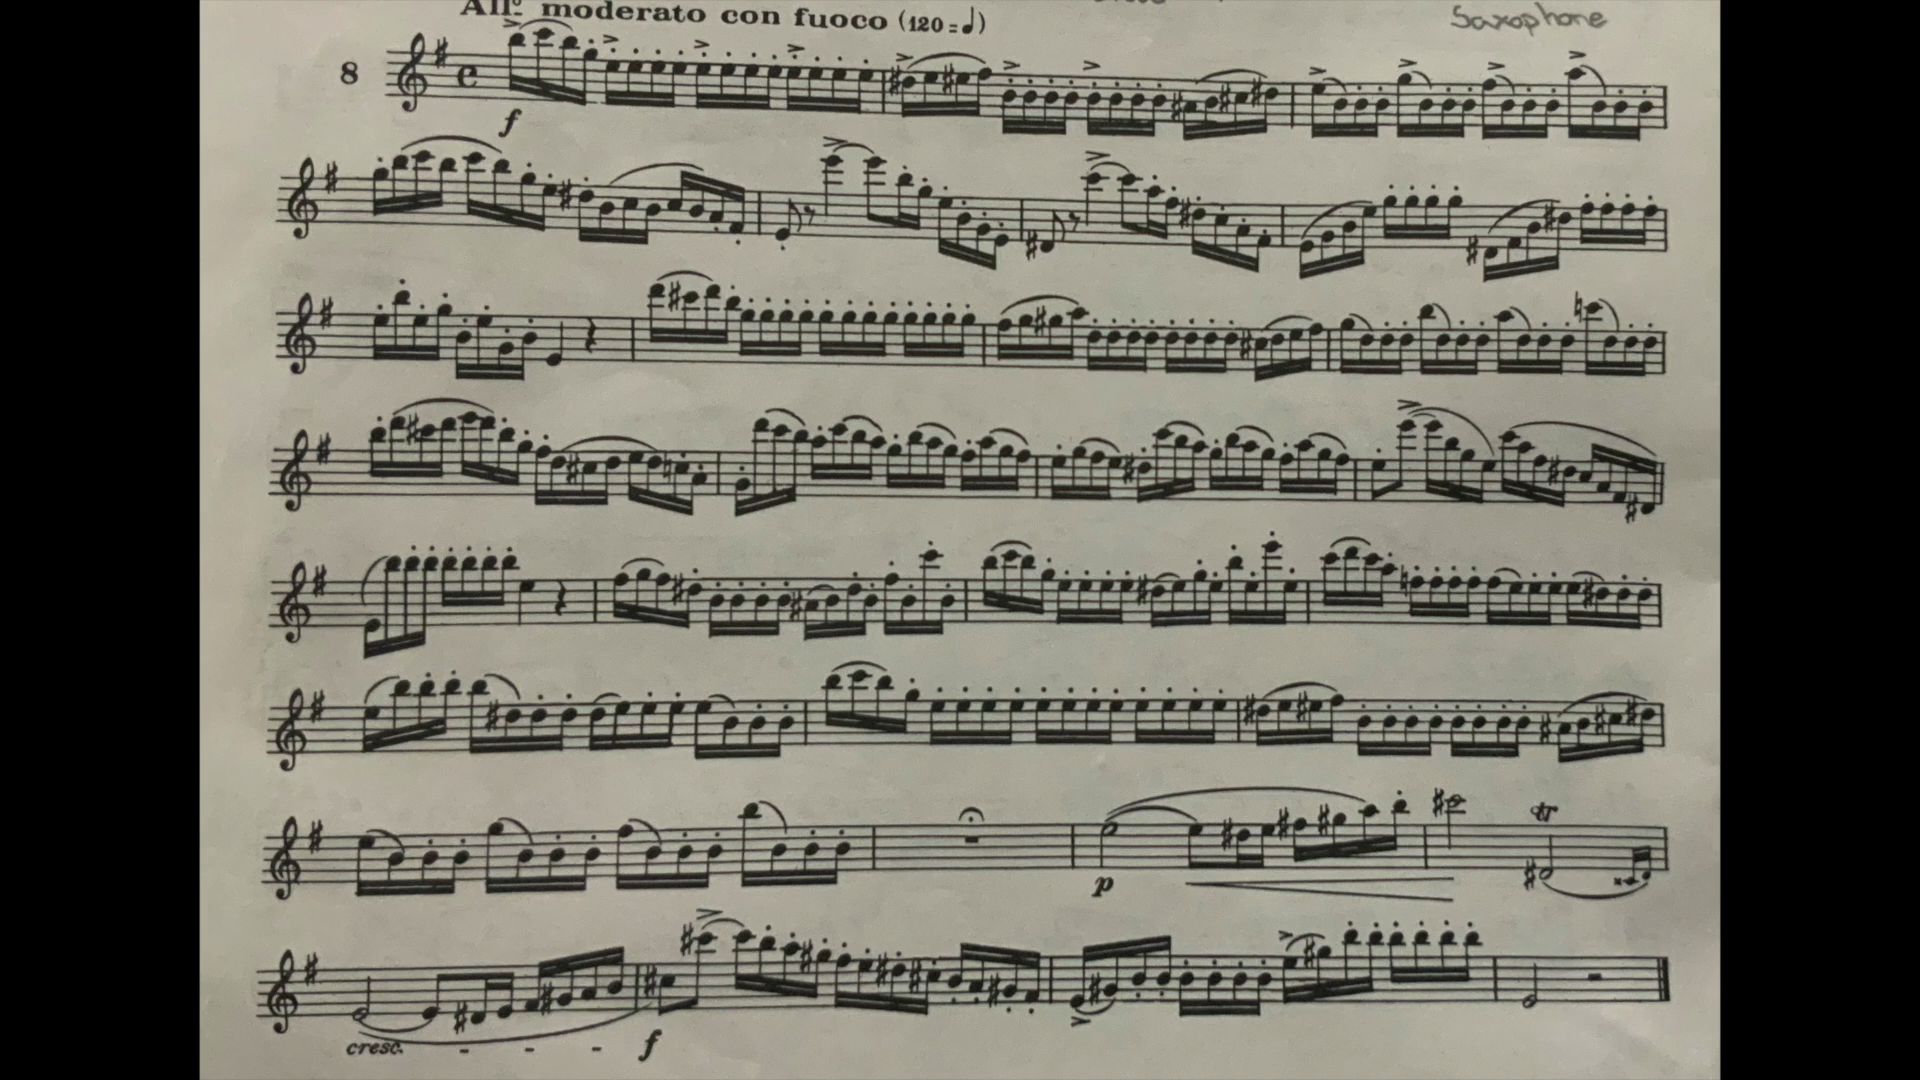 All? moderato con fuoco (120 = ♩)
Saxophone
8
f
tr
p
cresc. - - - f